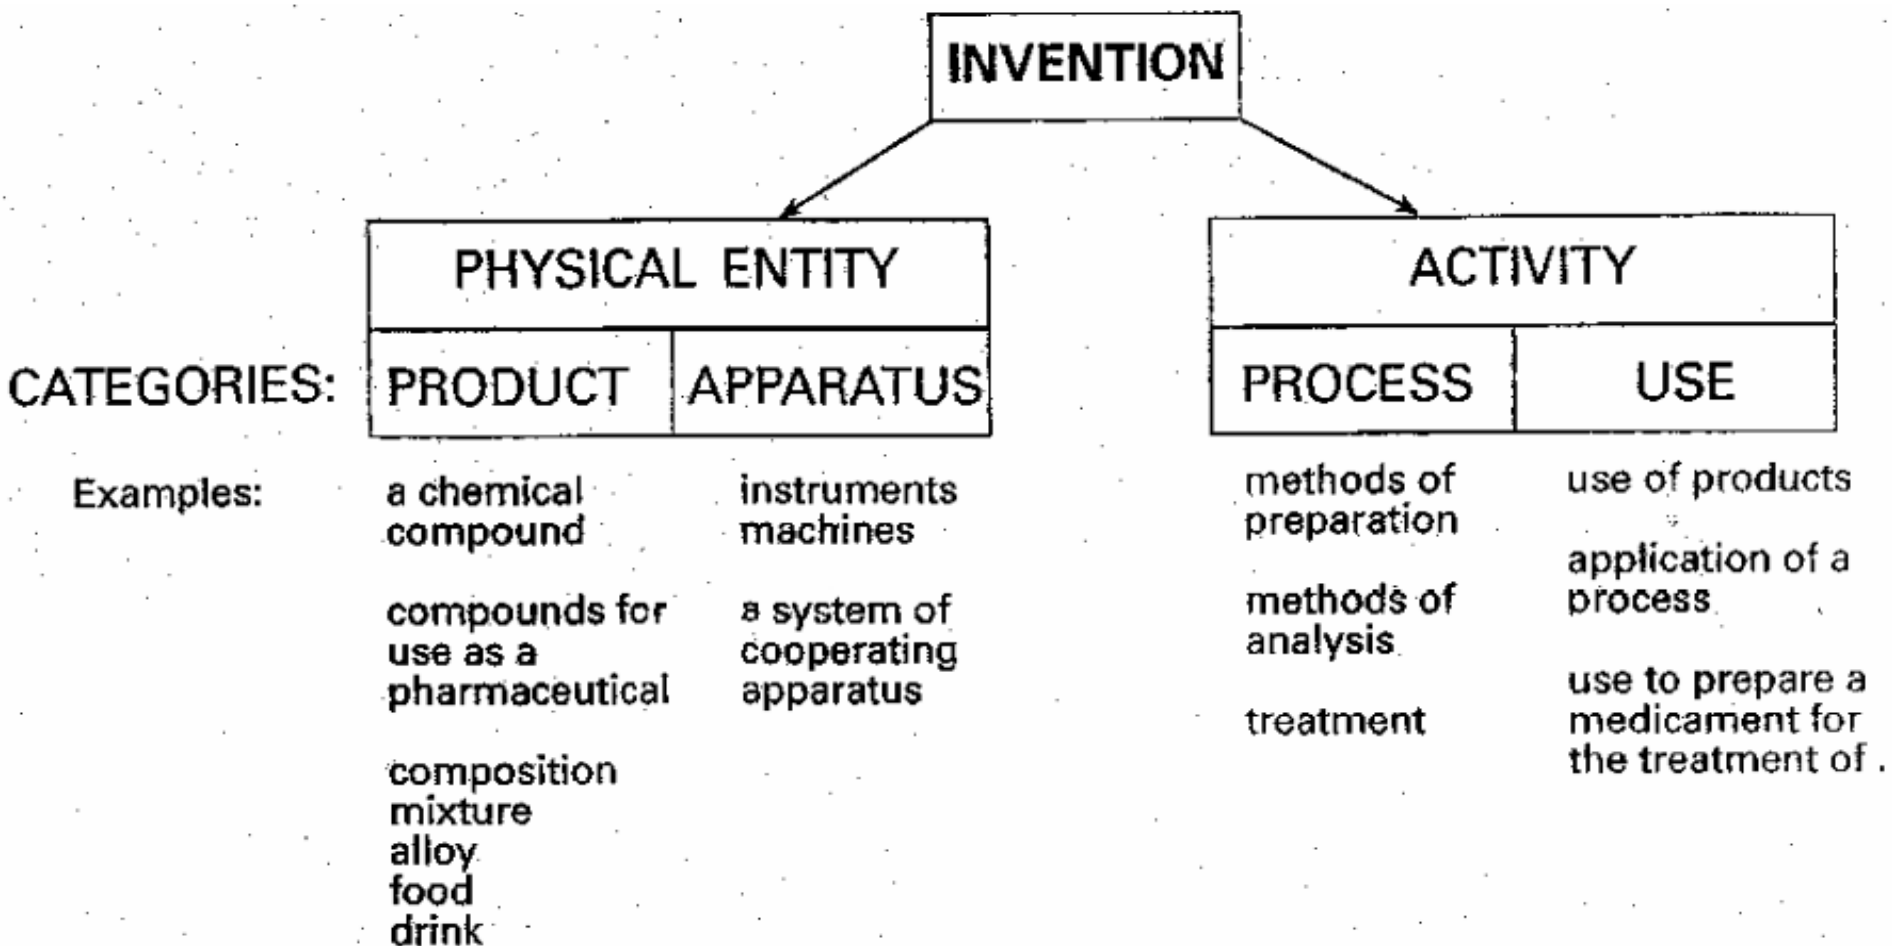 INVENTION
PHYSICAL ENTITY
ACTIVITY
CATEGORIES:
PRODUCT
APPARATUS
PROCESS
USE
Examples:
a chemical
compound
compounds for
use as a
pharmaceutical
composition
mixture
alloy
food
drink
instruments
machines
a system of
cooperating
apparatus
methods of
preparation
methods of
analysis
treatment
use of products
application of a
process
use to prepare a
medicament for
the treatment of .